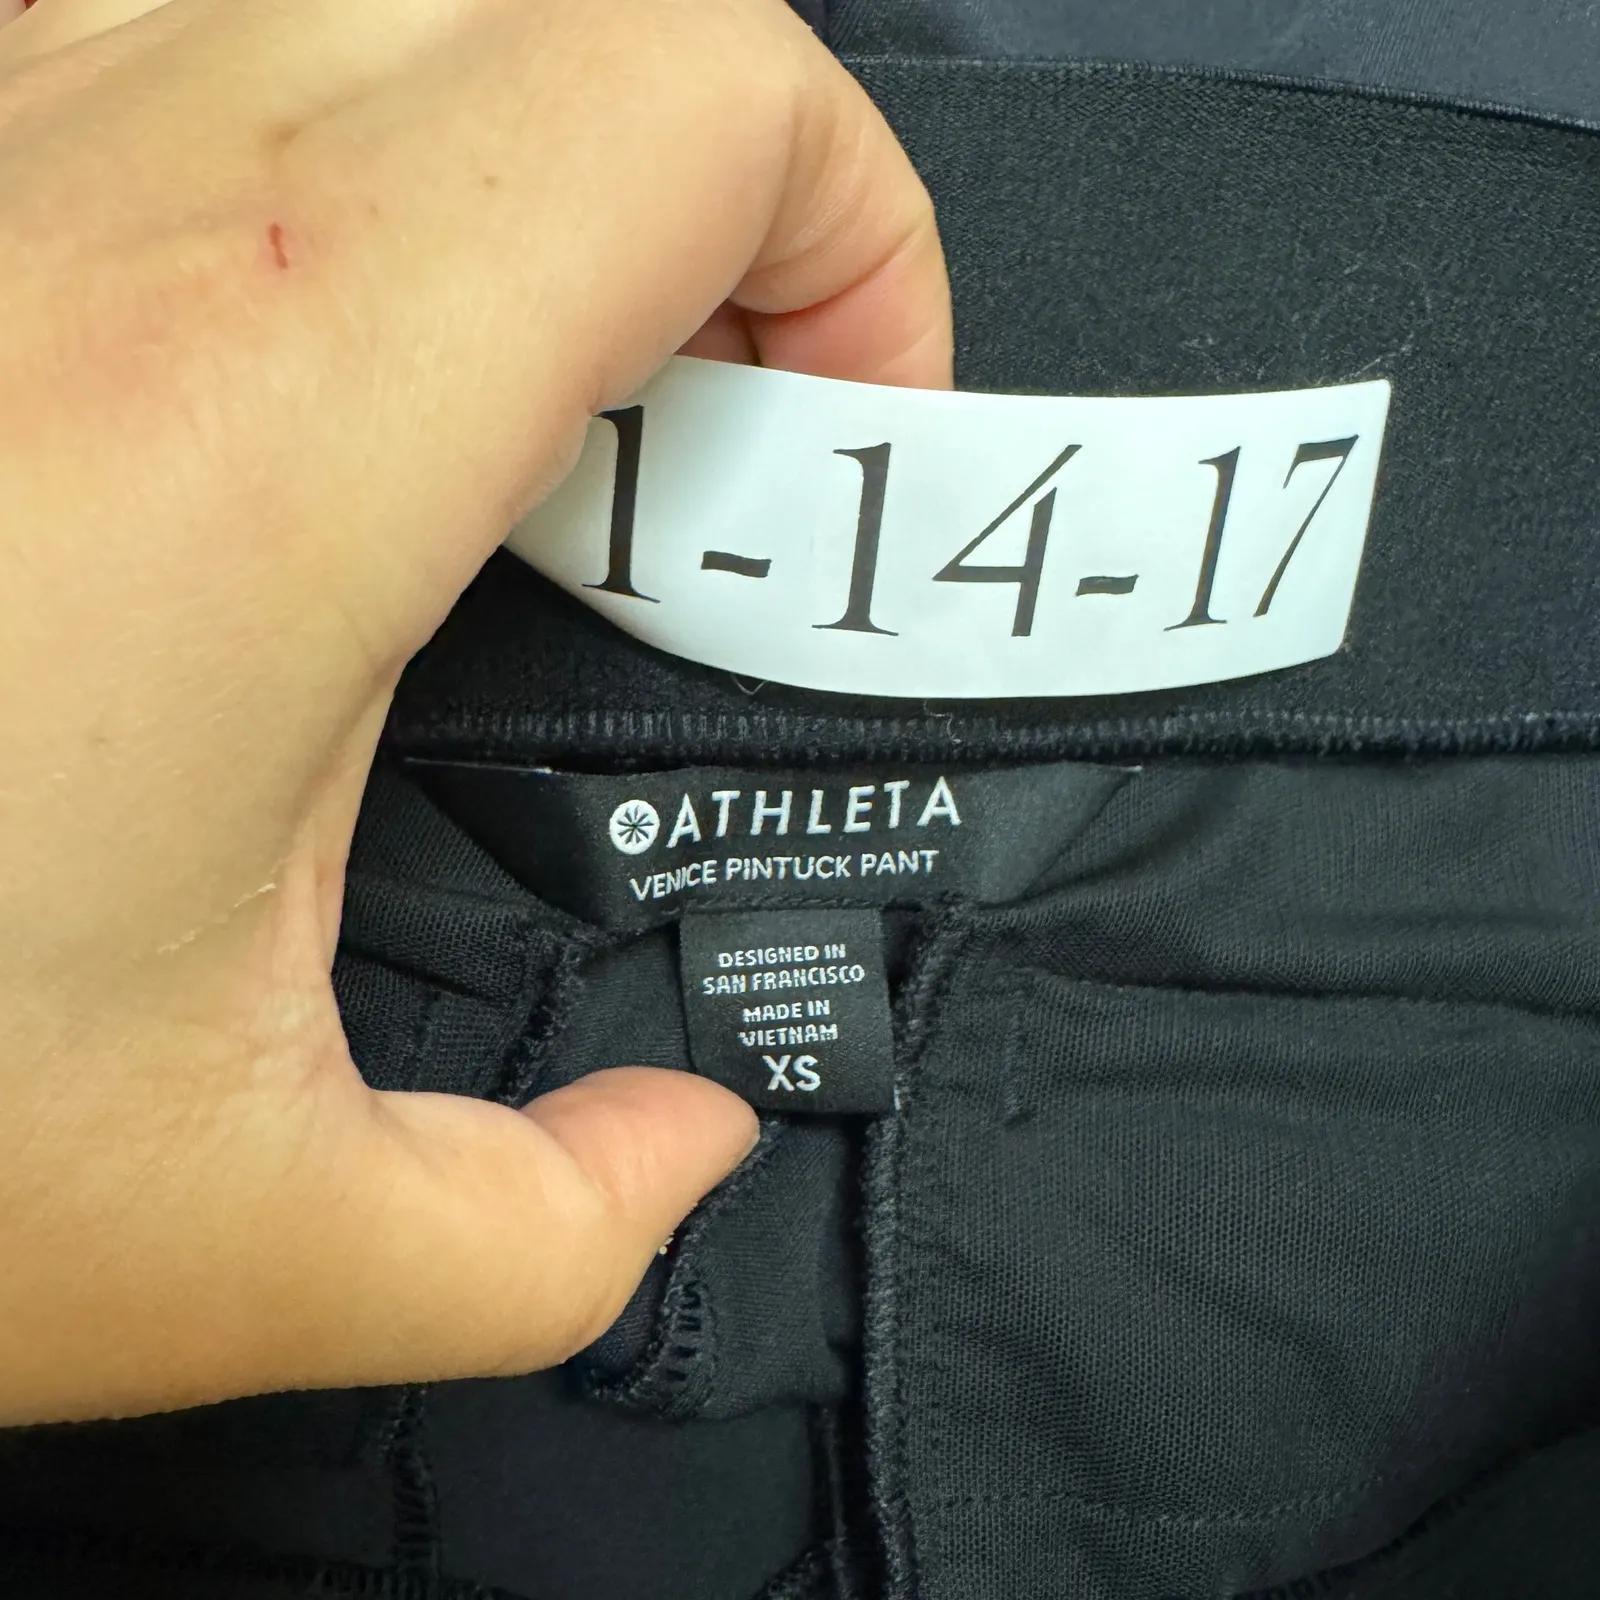 1-14-17
ATHLETA
VENICE PINTUCK PANT
DESIGNED IN
SAN FRANCISCO
MADE IN
VIETNAM
XS